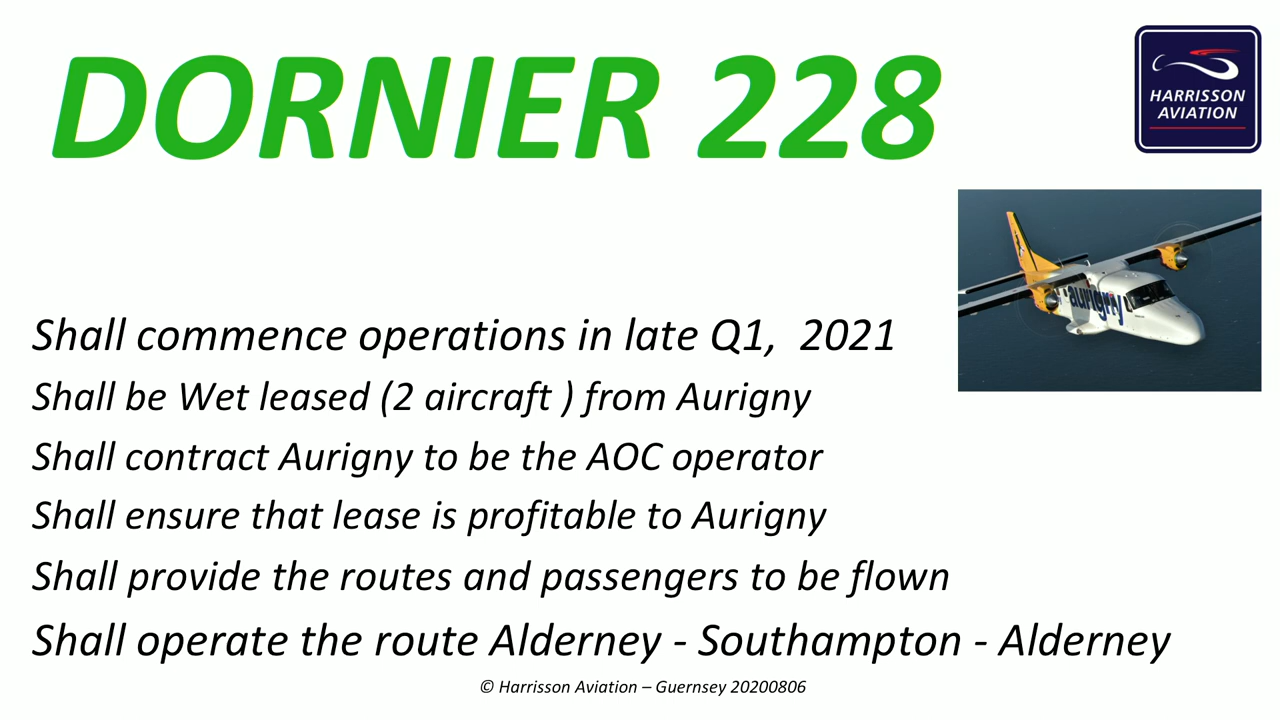 DORNIER 228
HARRISSON
AVIATION
aurigny
Shall commence operations in late Q1, 2021
Shall be Wet leased (2 aircraft ) from Aurigny
Shall contract Aurigny to be the AOC operator
Shall ensure that lease is profitable to Aurigny
Shall provide the routes and passengers to be flown
Shall operate the route Alderney - Southampton - Alderney
© Harrisson Aviation – Guernsey 20200806